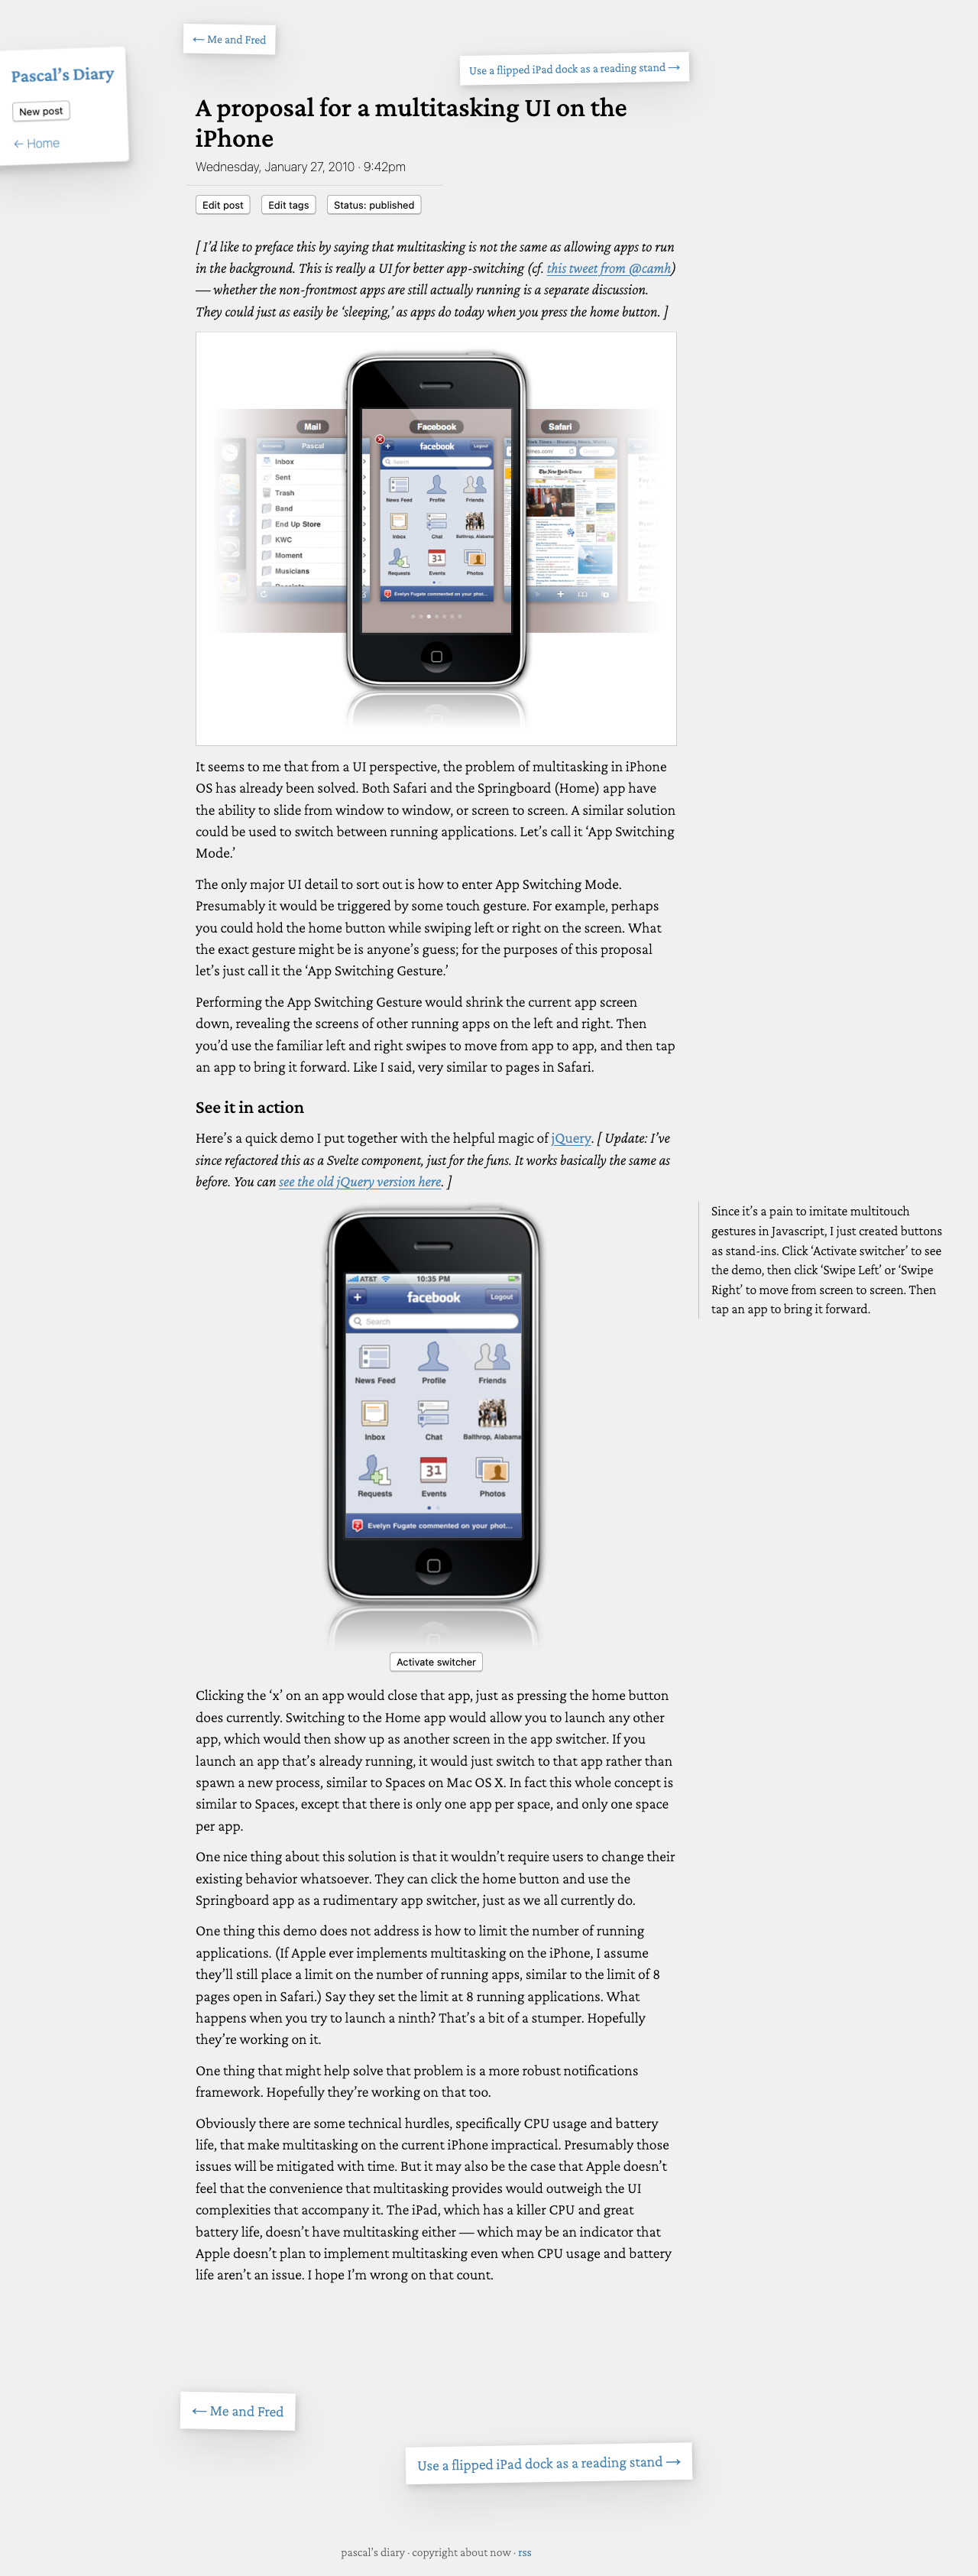 ← Me and Fred
Use a flipped iPad dock as a reading stand →
Pascal’s Diary
New post
← Home
A proposal for a multitasking UI on the
iPhone
Wednesday, January 27, 2010 · 9:42pm
Edit post Edit tags Status: published
[ I’d like to preface this by saying that multitasking is not the same as allowing apps to run
in the background. This is really a UI for better app-switching (cf. this tweet from @camh)
— whether the non-frontmost apps are still actually running is a separate discussion.
They could just as easily be ‘sleeping,’ as apps do today when you press the home button. ]
Mail Facebook Safari
Pascal
facebook
Logout
Search
Inbox
Sent
Trash
Band
End Up Store
KWC
Moment
Musicians
News Feed Profile Friends
Inbox Chat Balthrop, Alabama
31
Requests Events Photos
Evelyn Fugate commented on your phot...
The New York Times
It seems to me that from a UI perspective, the problem of multitasking in iPhone
OS has already been solved. Both Safari and the Springboard (Home) app have
the ability to slide from window to window, or screen to screen. A similar solution
could be used to switch between running applications. Let’s call it ‘App Switching
Mode.’
The only major UI detail to sort out is how to enter App Switching Mode.
Presumably it would be triggered by some touch gesture. For example, perhaps
you could hold the home button while swiping left or right on the screen. What
the exact gesture might be is anyone’s guess; for the purposes of this proposal
let’s just call it the ‘App Switching Gesture.’
Performing the App Switching Gesture would shrink the current app screen
down, revealing the screens of other running apps on the left and right. Then
you’d use the familiar left and right swipes to move from app to app, and then tap
an app to bring it forward. Like I said, very similar to pages in Safari.
See it in action
Here’s a quick demo I put together with the helpful magic of jQuery. [ Update: I’ve
since refactored this as a Svelte component, just for the funs. It works basically the same as
before. You can see the old jQuery version here. ]
Since it’s a pain to imitate multitouch
gestures in Javascript, I just created buttons
as stand-ins. Click ‘Activate switcher’ to see
the demo, then click ‘Swipe Left’ or ‘Swipe
Right’ to move from screen to screen. Then
tap an app to bring it forward.
AT&T 10:35 PM
+ facebook Logout
Search
News Feed Profile Friends
Inbox Chat Balthrop, Alabama
31
Requests Events Photos
Evelyn Fugate commented on your phot...
Activate switcher
Clicking the ‘x’ on an app would close that app, just as pressing the home button
does currently. Switching to the Home app would allow you to launch any other
app, which would then show up as another screen in the app switcher. If you
launch an app that’s already running, it would just switch to that app rather than
spawn a new process, similar to Spaces on Mac OS X. In fact this whole concept is
similar to Spaces, except that there is only one app per space, and only one space
per app.
One nice thing about this solution is that it wouldn’t require users to change their
existing behavior whatsoever. They can click the home button and use the
Springboard app as a rudimentary app switcher, just as we all currently do.
One thing this demo does not address is how to limit the number of running
applications. (If Apple ever implements multitasking on the iPhone, I assume
they’ll still place a limit on the number of running apps, similar to the limit of 8
pages open in Safari.) Say they set the limit at 8 running applications. What
happens when you try to launch a ninth? That’s a bit of a stumper. Hopefully
they’re working on it.
One thing that might help solve that problem is a more robust notifications
framework. Hopefully they’re working on that too.
Obviously there are some technical hurdles, specifically CPU usage and battery
life, that make multitasking on the current iPhone impractical. Presumably those
issues will be mitigated with time. But it may also be the case that Apple doesn’t
feel that the convenience that multitasking provides would outweigh the UI
complexities that accompany it. The iPad, which has a killer CPU and great
battery life, doesn’t have multitasking either — which may be an indicator that
Apple doesn’t plan to implement multitasking even when CPU usage and battery
life aren’t an issue. I hope I’m wrong on that count.
← Me and Fred
Use a flipped iPad dock as a reading stand →
pascal’s diary · copyright about now · rss